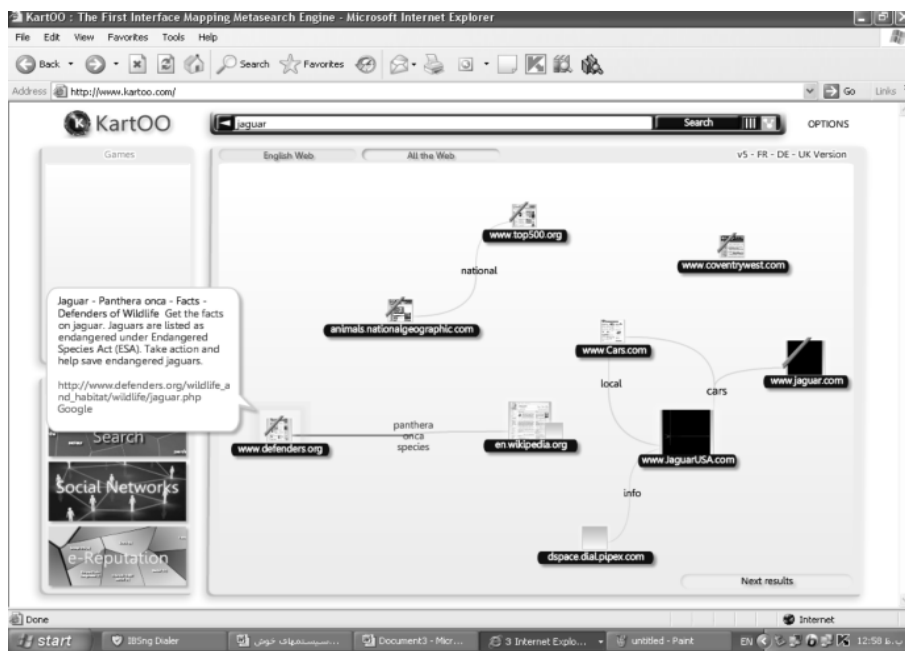 KartOO : The First Interface Mapping Metasearch Engine - Microsoft Internet Explorer
File Edit View Favorites Tools Help
Back Search Favorites
Address http://www.kartoo.com/ Go Links
KartOO jaguar Search OPTIONS
Games English Web All the Web v5 - FR - DE - UK Version
www.top500.org
www.coventrywest.com
national
Jaguar - Panthera onca - Facts -
Defenders of Wildlife Get the facts
on jaguar. Jaguars are listed as
endangered under Endangered
Species Act (ESA). Take action and
help save endangered jaguars.
http://www.defenders.org/wildlife_a
nd_habitat/wildlife/jaguar.php
Google
animals.nationalgeographic.com
www.Cars.com
local
cars
www.jaguar.com
panthera
onca
species
www.defenders.org
en.wikipedia.org
www.JaguarUSA.com
info
dspace.dial.pipex.com
Search
Social Networks
e-Reputation
Next results
Done Internet
start IBSng Dialer سیستمهای خوش... Document3 - Micr... 3 Internet Explo... untitled - Paint EN 12:58 ب.ظ